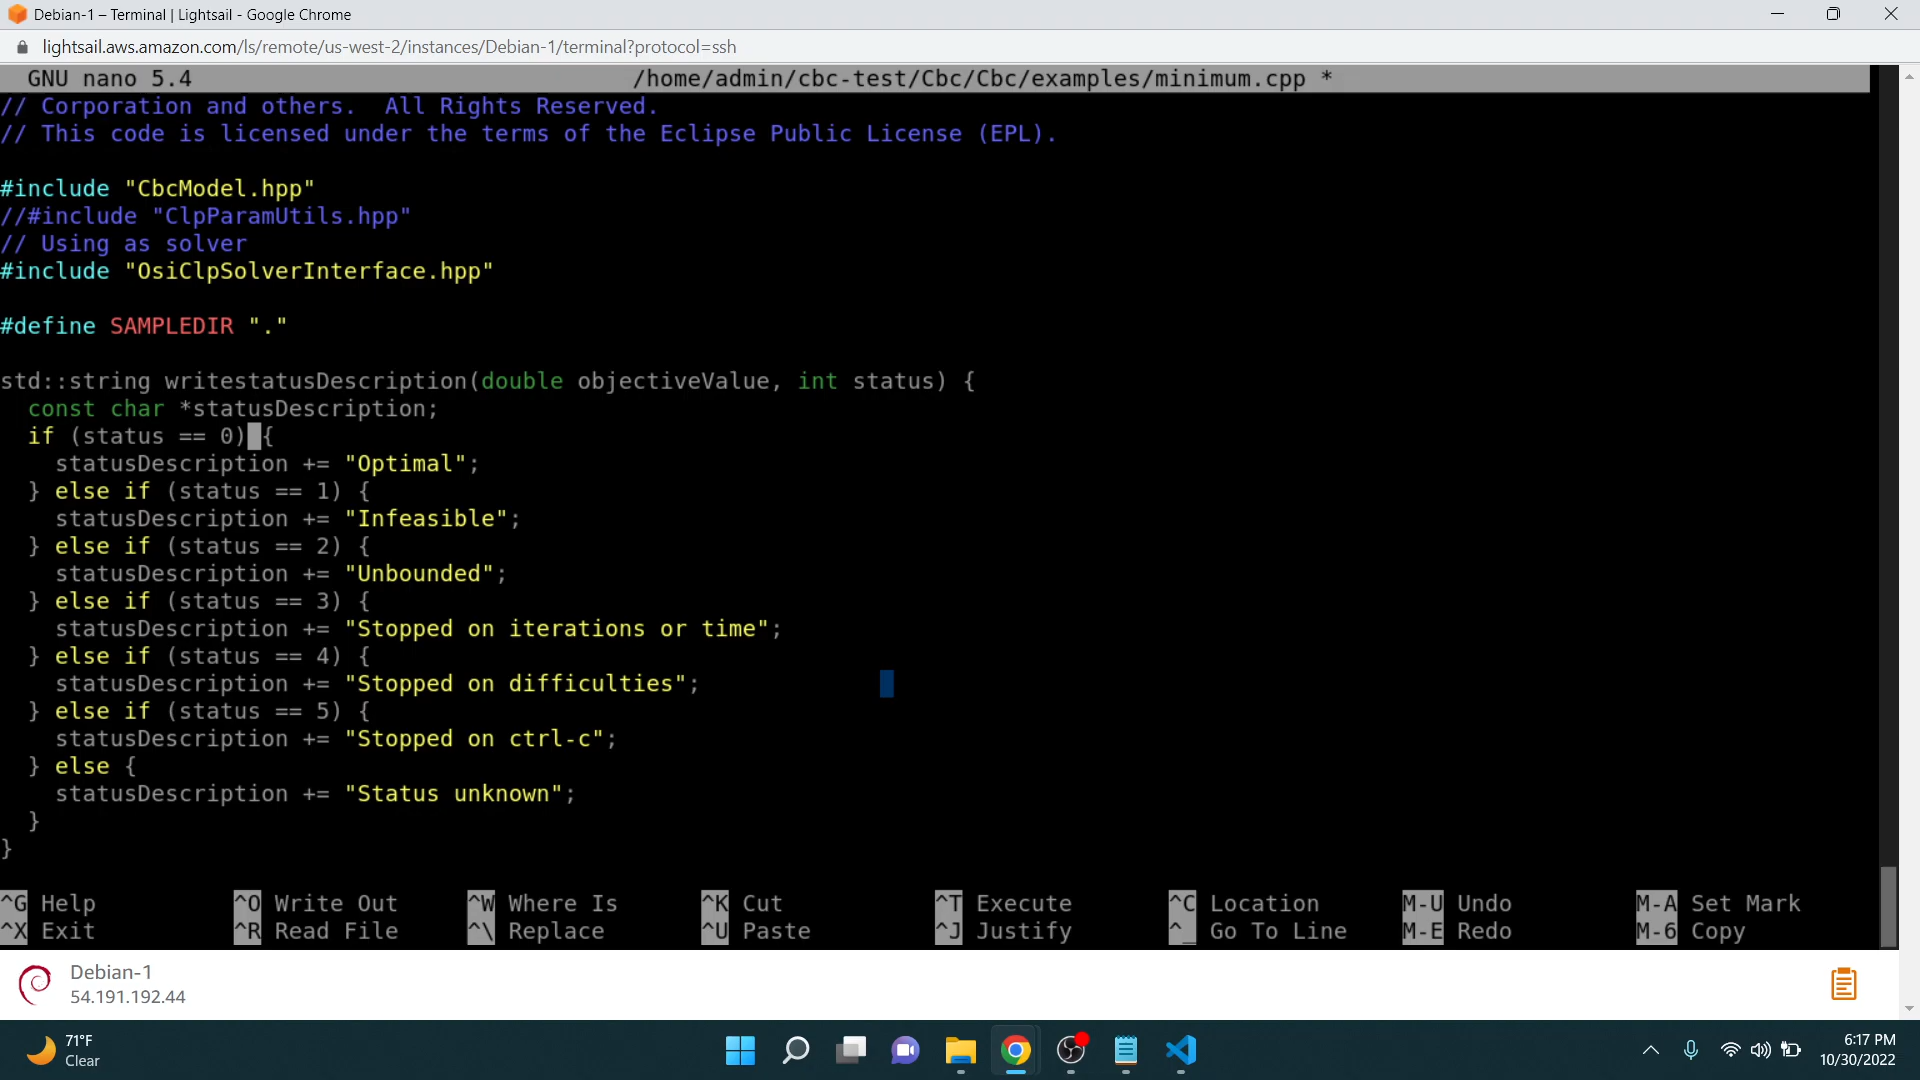 Debian-1 – Terminal | Lightsail - Google Chrome
lightsail.aws.amazon.com/ls/remote/us-west-2/instances/Debian-1/terminal?protocol=ssh
GNU nano 5.4 /home/admin/cbc-test/Cbc/Cbc/examples/minimum.cpp *
// Corporation and others.  All Rights Reserved.
// This code is licensed under the terms of the Eclipse Public License (EPL).
#include "CbcModel.hpp"
//#include "ClpParamUtils.hpp"
// Using as solver
#include "OsiClpSolverInterface.hpp"
#define SAMPLEDIR "."
std::string writestatusDescription(double objectiveValue, int status) {
  const char *statusDescription;
  if (status == 0) {
    statusDescription += "Optimal";
  } else if (status == 1) {
    statusDescription += "Infeasible";
  } else if (status == 2) {
    statusDescription += "Unbounded";
  } else if (status == 3) {
    statusDescription += "Stopped on iterations or time";
  } else if (status == 4) {
    statusDescription += "Stopped on difficulties";
  } else if (status == 5) {
    statusDescription += "Stopped on ctrl-c";
  } else {
    statusDescription += "Status unknown";
  }
}
^G Help ^O Write Out ^W Where Is ^K Cut ^T Execute ^C Location M-U Undo M-A Set Mark
^X Exit ^R Read File ^\ Replace ^U Paste ^J Justify ^_ Go To Line M-E Redo M-6 Copy
Debian-1
54.191.192.44
71°F
Clear
6:17 PM
10/30/2022